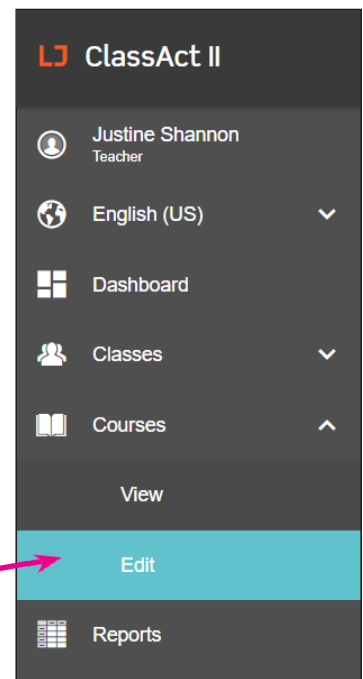 LJ ClassAct II
Justine Shannon
Teacher
English (US)
Dashboard
Classes
Courses
View
Edit
Reports